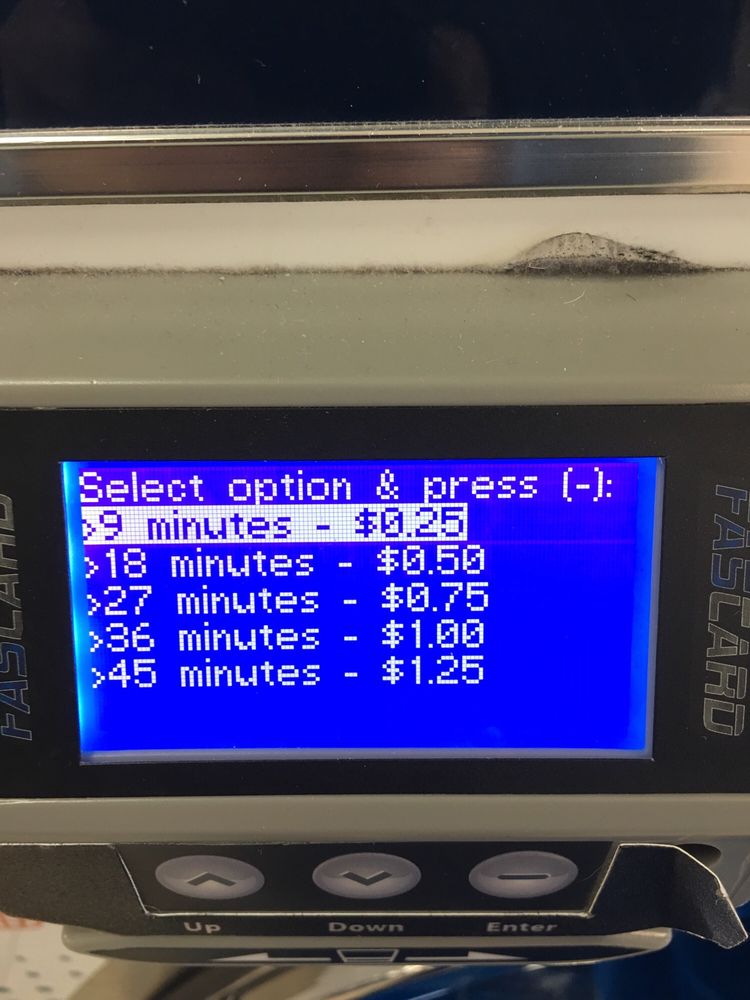 Select option & press (-):
>9 minutes - $0.25
>18 minutes - $0.50
>27 minutes - $0.75
>36 minutes - $1.00
>45 minutes - $1.25
FASCARD
FASCARD
Up
Down
Enter